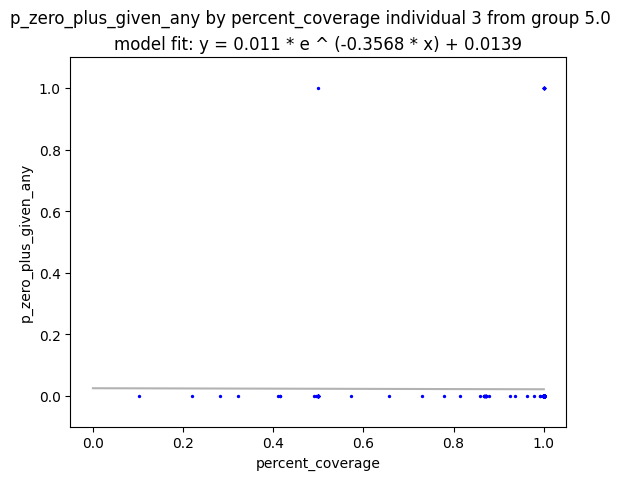 p_zero_plus_given_any by percent_coverage individual 3 from group 5.0
model fit: y = 0.011 * e ^ (-0.3568 * x) + 0.0139
1.0
0.8
0.6
0.4
0.2
0.0
p_zero_plus_given_any
0.0 0.2 0.4 0.6 0.8 1.0
percent_coverage